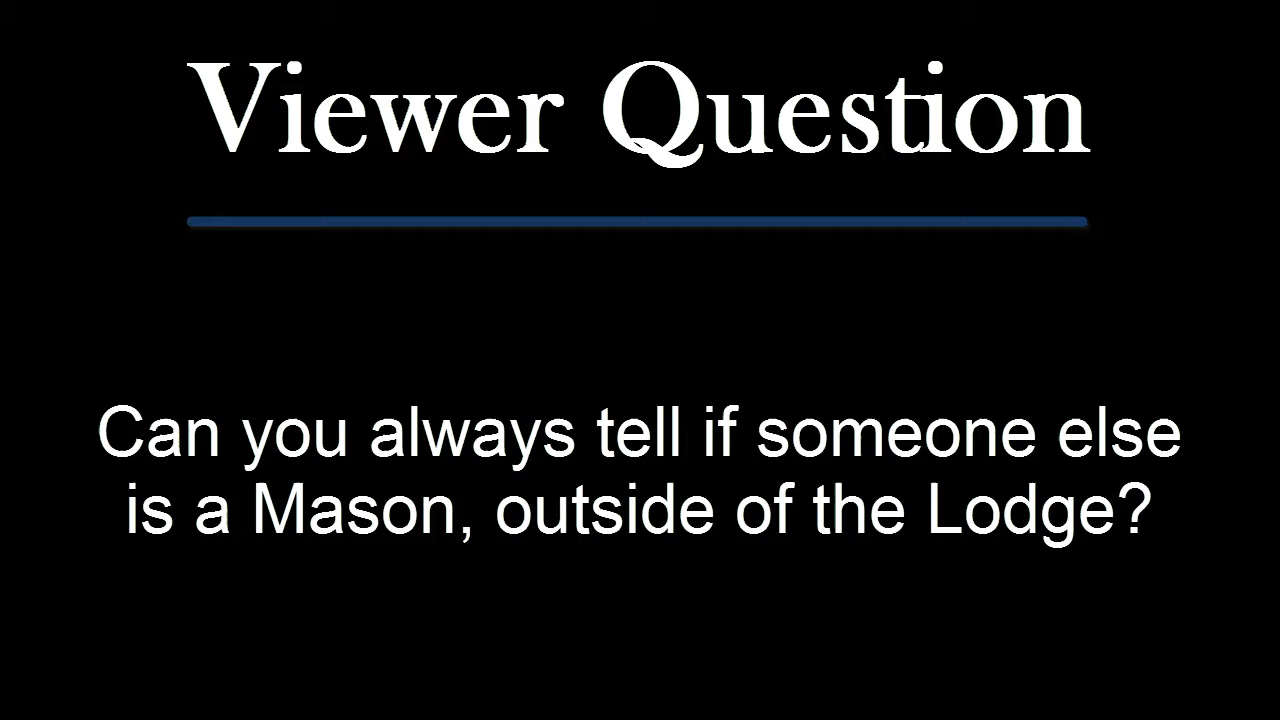 Viewer Question
Can you always tell if someone else
is a Mason, outside of the Lodge?